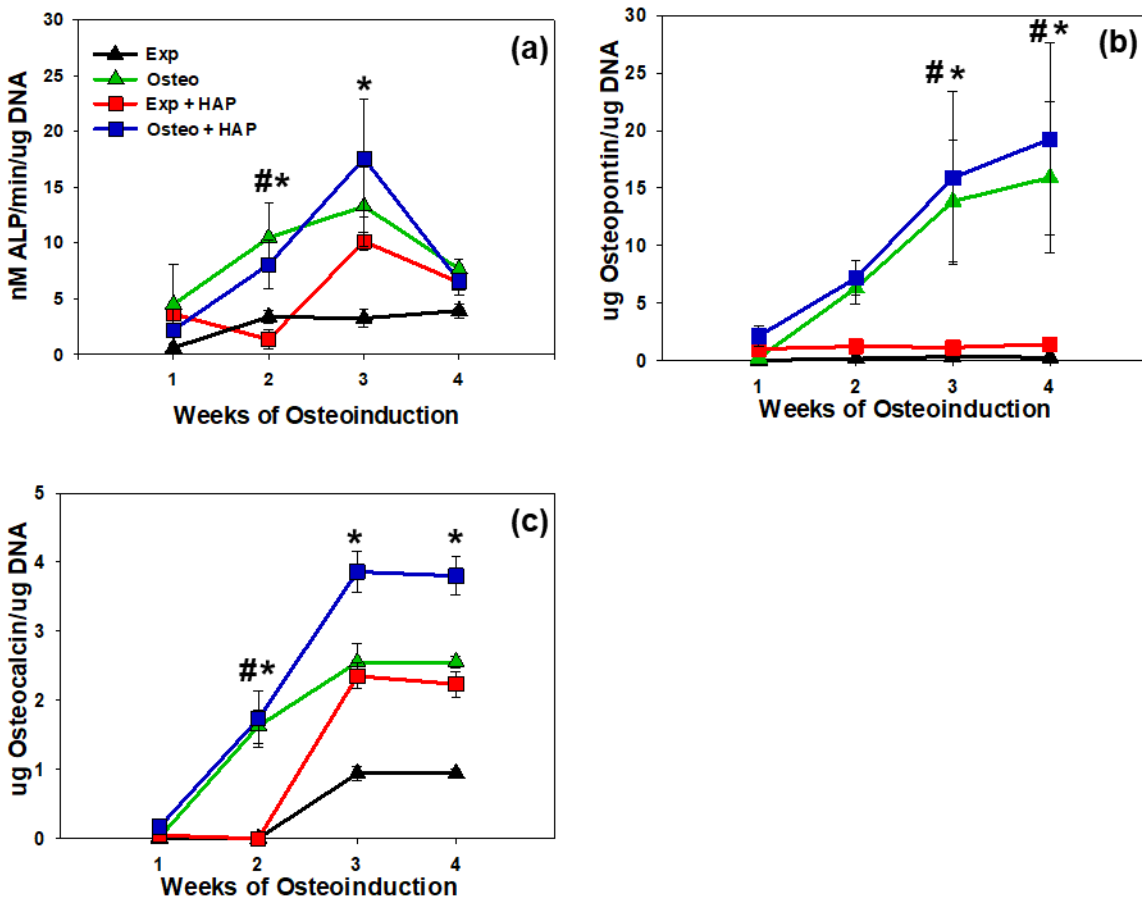 (a)
30
25
20
15
10
5
0
nM ALP/min/ug DNA
Exp
Osteo
Exp + HAP
Osteo + HAP
#*
*
1 2 3 4
Weeks of Osteoinduction
(b)
30
25
20
15
10
5
0
ug Osteopontin/ug DNA
#*
#*
1 2 3 4
Weeks of Osteoinduction
(c)
5
4
3
2
1
0
ug Osteocalcin/ug DNA
#*
*
*
1 2 3 4
Weeks of Osteoinduction